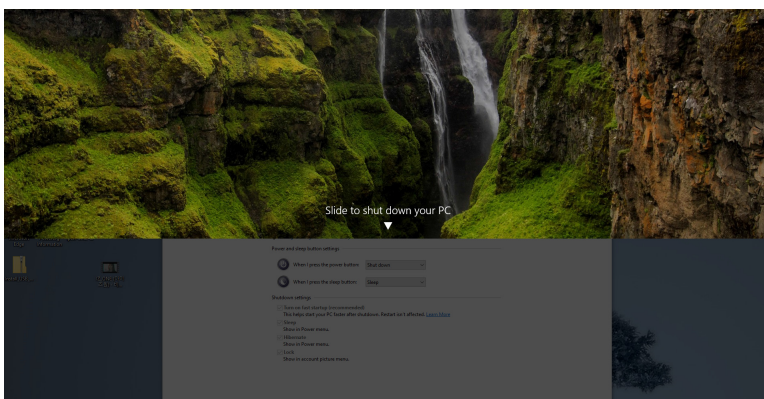 Slide to shut down your PC
Power and sleep button settings
When I press the power button: Shut down
When I press the sleep button: Sleep
Shutdown settings
Turn on fast startup (recommended)
This helps start your PC faster after shutdown. Restart isn't affected. Learn More
Sleep
Show in Power menu.
Hibernate
Show in Power menu.
Lock
Show in account picture menu.